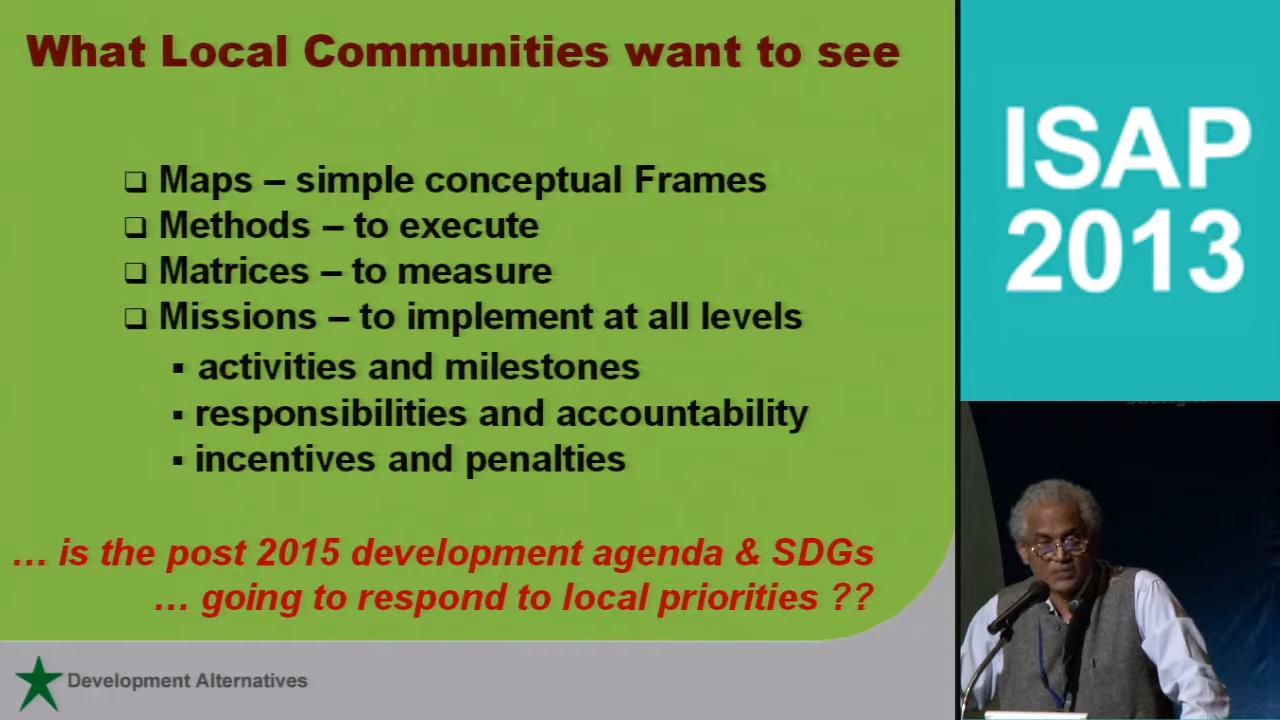 What Local Communities want to see
❑ Maps – simple conceptual Frames
❑ Methods – to execute
❑ Matrices – to measure
❑ Missions – to implement at all levels
▪ activities and milestones
▪ responsibilities and accountability
▪ incentives and penalties
… is the post 2015 development agenda & SDGs
… going to respond to local priorities ??
Development Alternatives
ISAP
2013